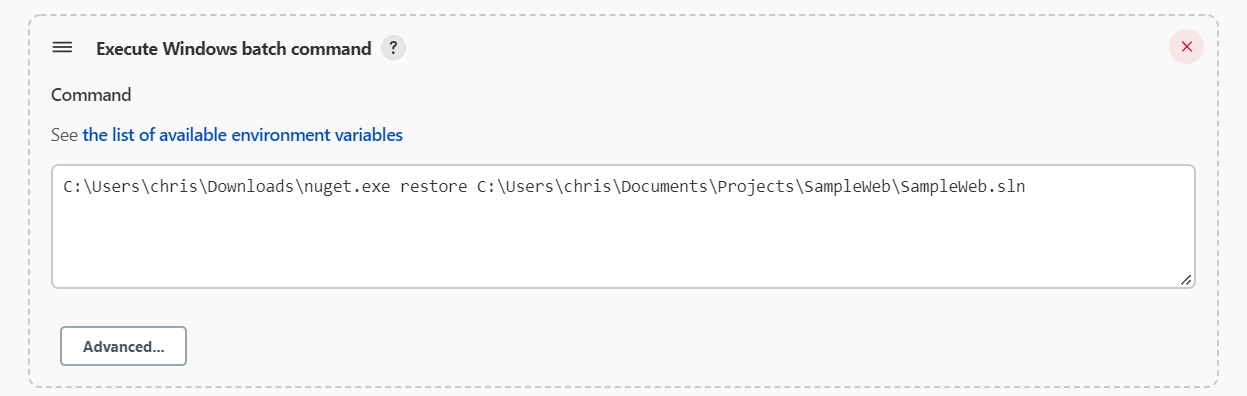 Execute Windows batch command ?
Command
See the list of available environment variables
C:\Users\chris\Downloads\nuget.exe restore C:\Users\chris\Documents\Projects\SampleWeb\SampleWeb.sln
Advanced...